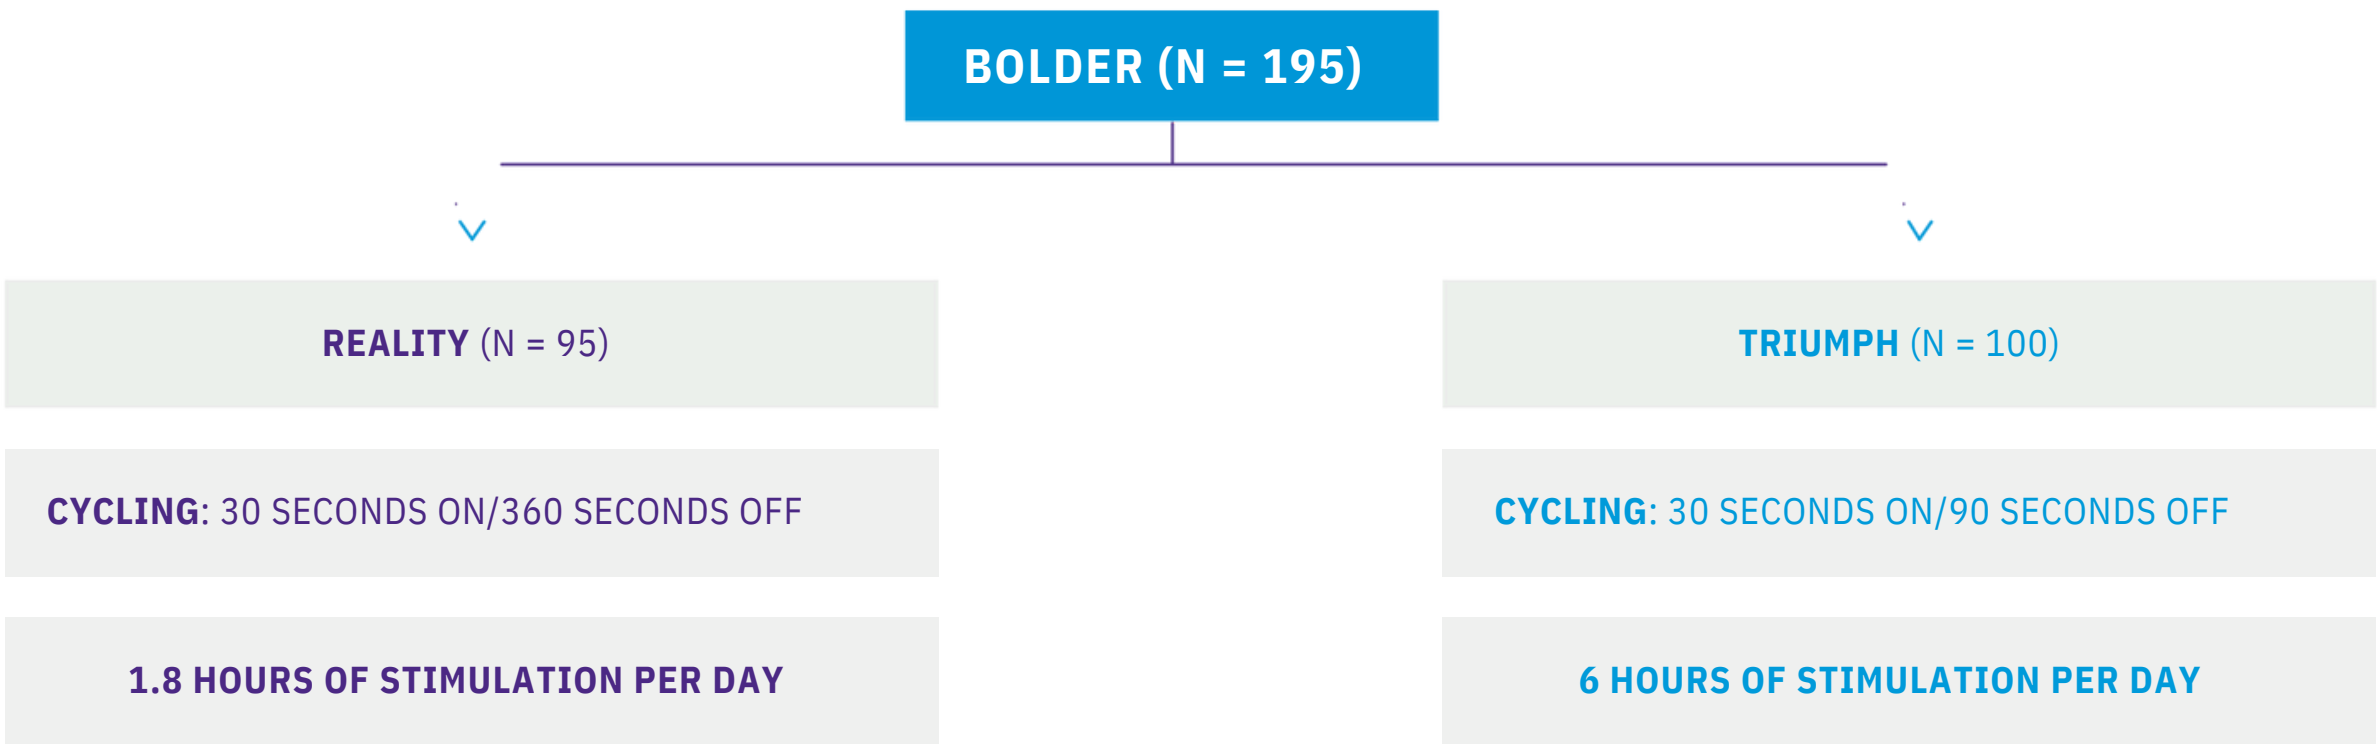 BOLDER (N = 195)
REALITY (N = 95)
TRIUMPH (N = 100)
CYCLING: 30 SECONDS ON/360 SECONDS OFF
CYCLING: 30 SECONDS ON/90 SECONDS OFF
1.8 HOURS OF STIMULATION PER DAY
6 HOURS OF STIMULATION PER DAY